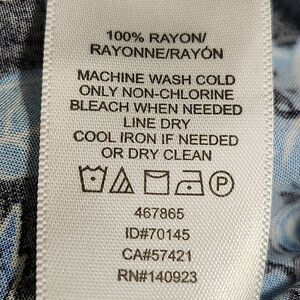 100% RAYON/
RAYONNE/RAYÓN
MACHINE WASH COLD
ONLY NON-CHLORINE
BLEACH WHEN NEEDED
LINE DRY
COOL IRON IF NEEDED
OR DRY CLEAN
P
467865
ID#70145
CA#57421
RN#140923